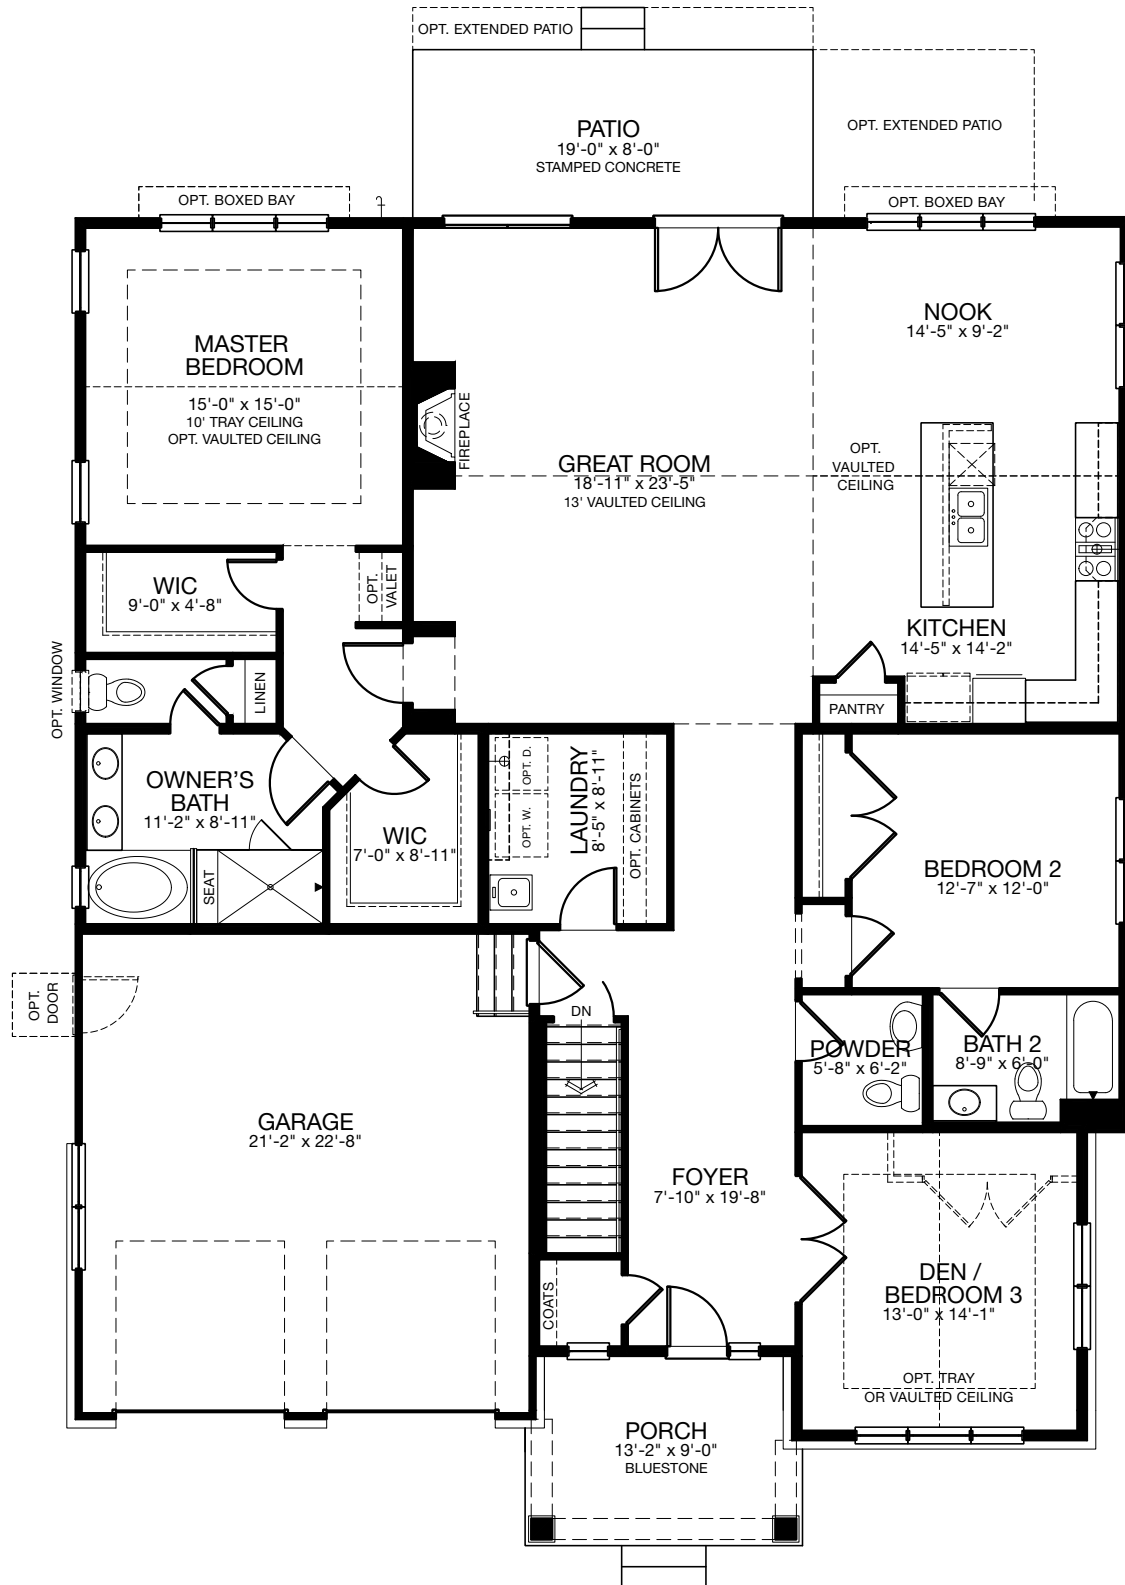 OPT. EXTENDED PATIO
PATIO
19'-0" x 8'-0"
STAMPED CONCRETE
OPT. EXTENDED PATIO
OPT. BOXED BAY
OPT. BOXED BAY
MASTER
BEDROOM
15'-0" x 15'-0"
10' TRAY CEILING
OPT. VAULTED CEILING
FIREPLACE
GREAT ROOM
18'-11" x 23'-5"
13' VAULTED CEILING
NOOK
14'-5" x 9'-2"
OPT.
VAULTED
CEILING
KITCHEN
14'-5" x 14'-2"
PANTRY
WIC
9'-0" x 4'-8"
OPT.
VALET
OPT. WINDOW
LINEN
OWNER'S
BATH
11'-2" x 8'-11"
SEAT
WIC
7'-0" x 8'-11"
OPT. D.
OPT. W.
LAUNDRY
8'-5" x 8'-11"
OPT. CABINETS
BEDROOM 2
12'-7" x 12'-0"
OPT.
DOOR
DN
POWDER
5'-8" x 6'-2"
BATH 2
8'-9" x 6'-0"
GARAGE
21'-2" x 22'-8"
FOYER
7'-10" x 19'-8"
COATS
DEN /
BEDROOM 3
13'-0" x 14'-1"
OPT. TRAY
OR VAULTED CEILING
PORCH
13'-2" x 9'-0"
BLUESTONE